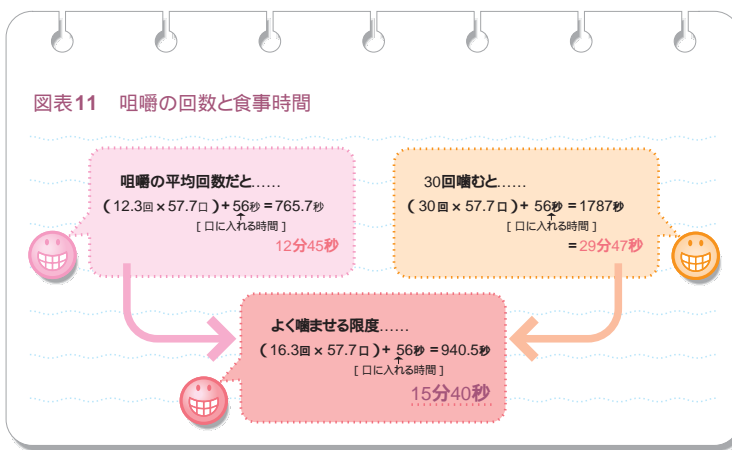 図表11 咀嚼の回数と食事時間
咀嚼の平均回数だと……
(12.3回×57.7口)+56秒=765.7秒
[口に入れる時間]
12分45秒
30回噛むと……
(30回×57.7口)+56秒=1787秒
[口に入れる時間]
=29分47秒
よく噛ませる限度……
(16.3回×57.7口)+56秒=940.5秒
[口に入れる時間]
15分40秒